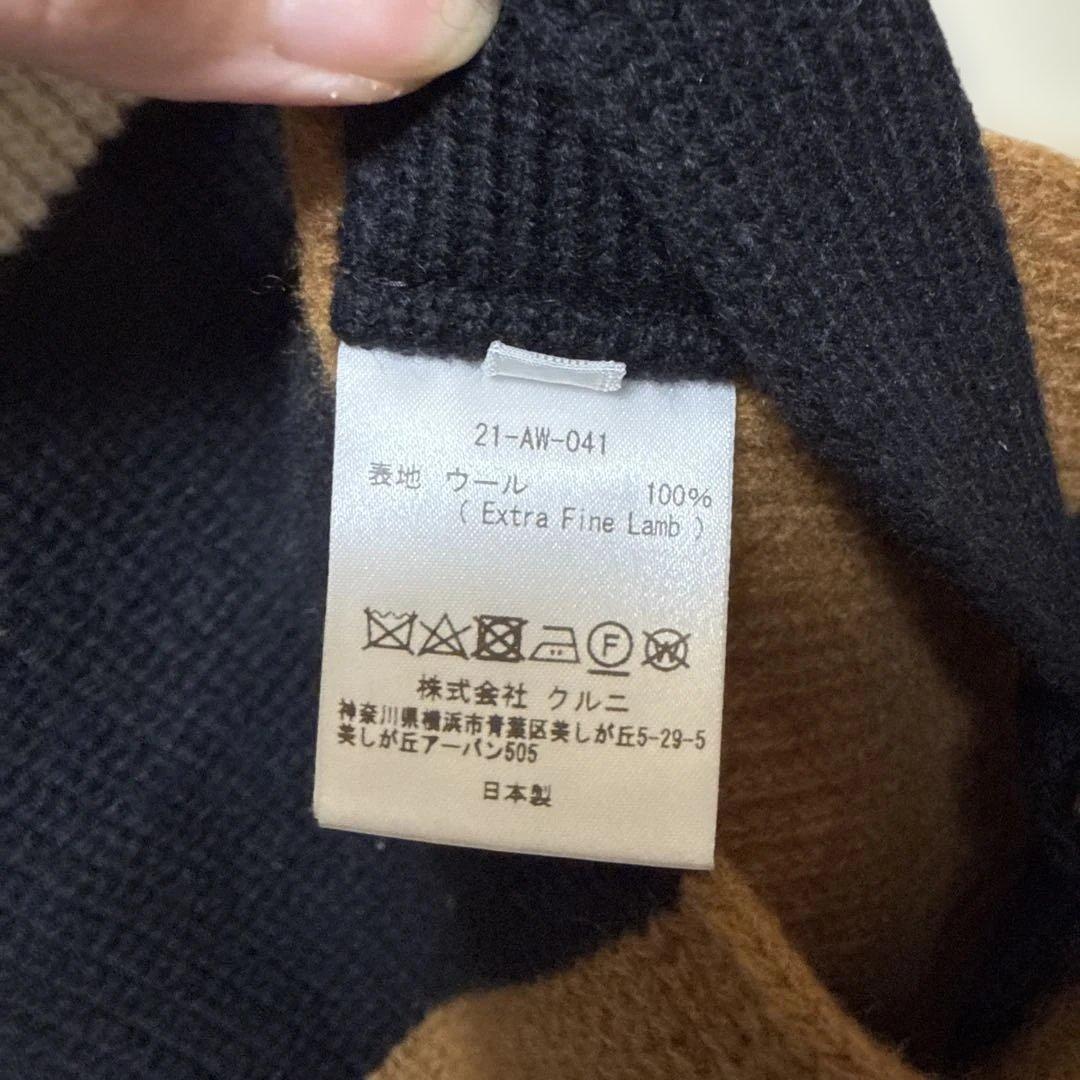 21-AW-041
表地 ウール 100%
( Extra Fine Lamb )
F W
株式会社 クルニ
神奈川県横浜市青葉区美しが丘5-29-5
美しが丘アーバン505
日本製